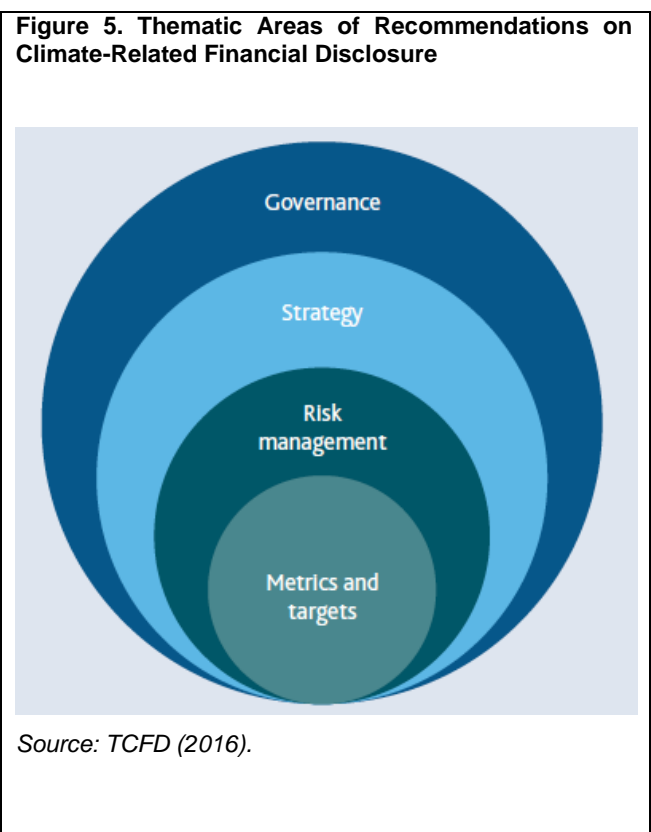 Figure 5. Thematic Areas of Recommendations on
Climate-Related Financial Disclosure
Governance
Strategy
Risk
management
Metrics and
targets
Source: TCFD (2016).